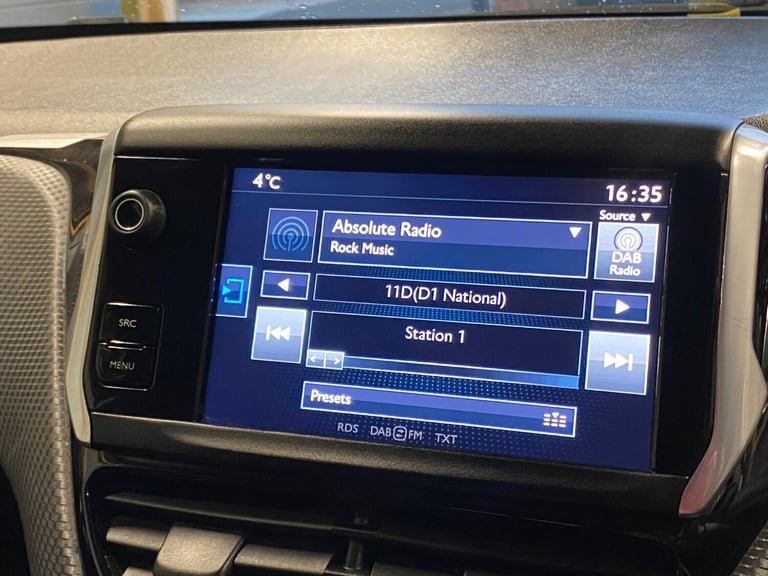 4°C
16:35
Source ▼
Absolute Radio ▼
Rock Music
DAB
Radio
11D(D1 National)
SRC
Station 1
MENU
< >
Presets
RDS DAB FM TXT